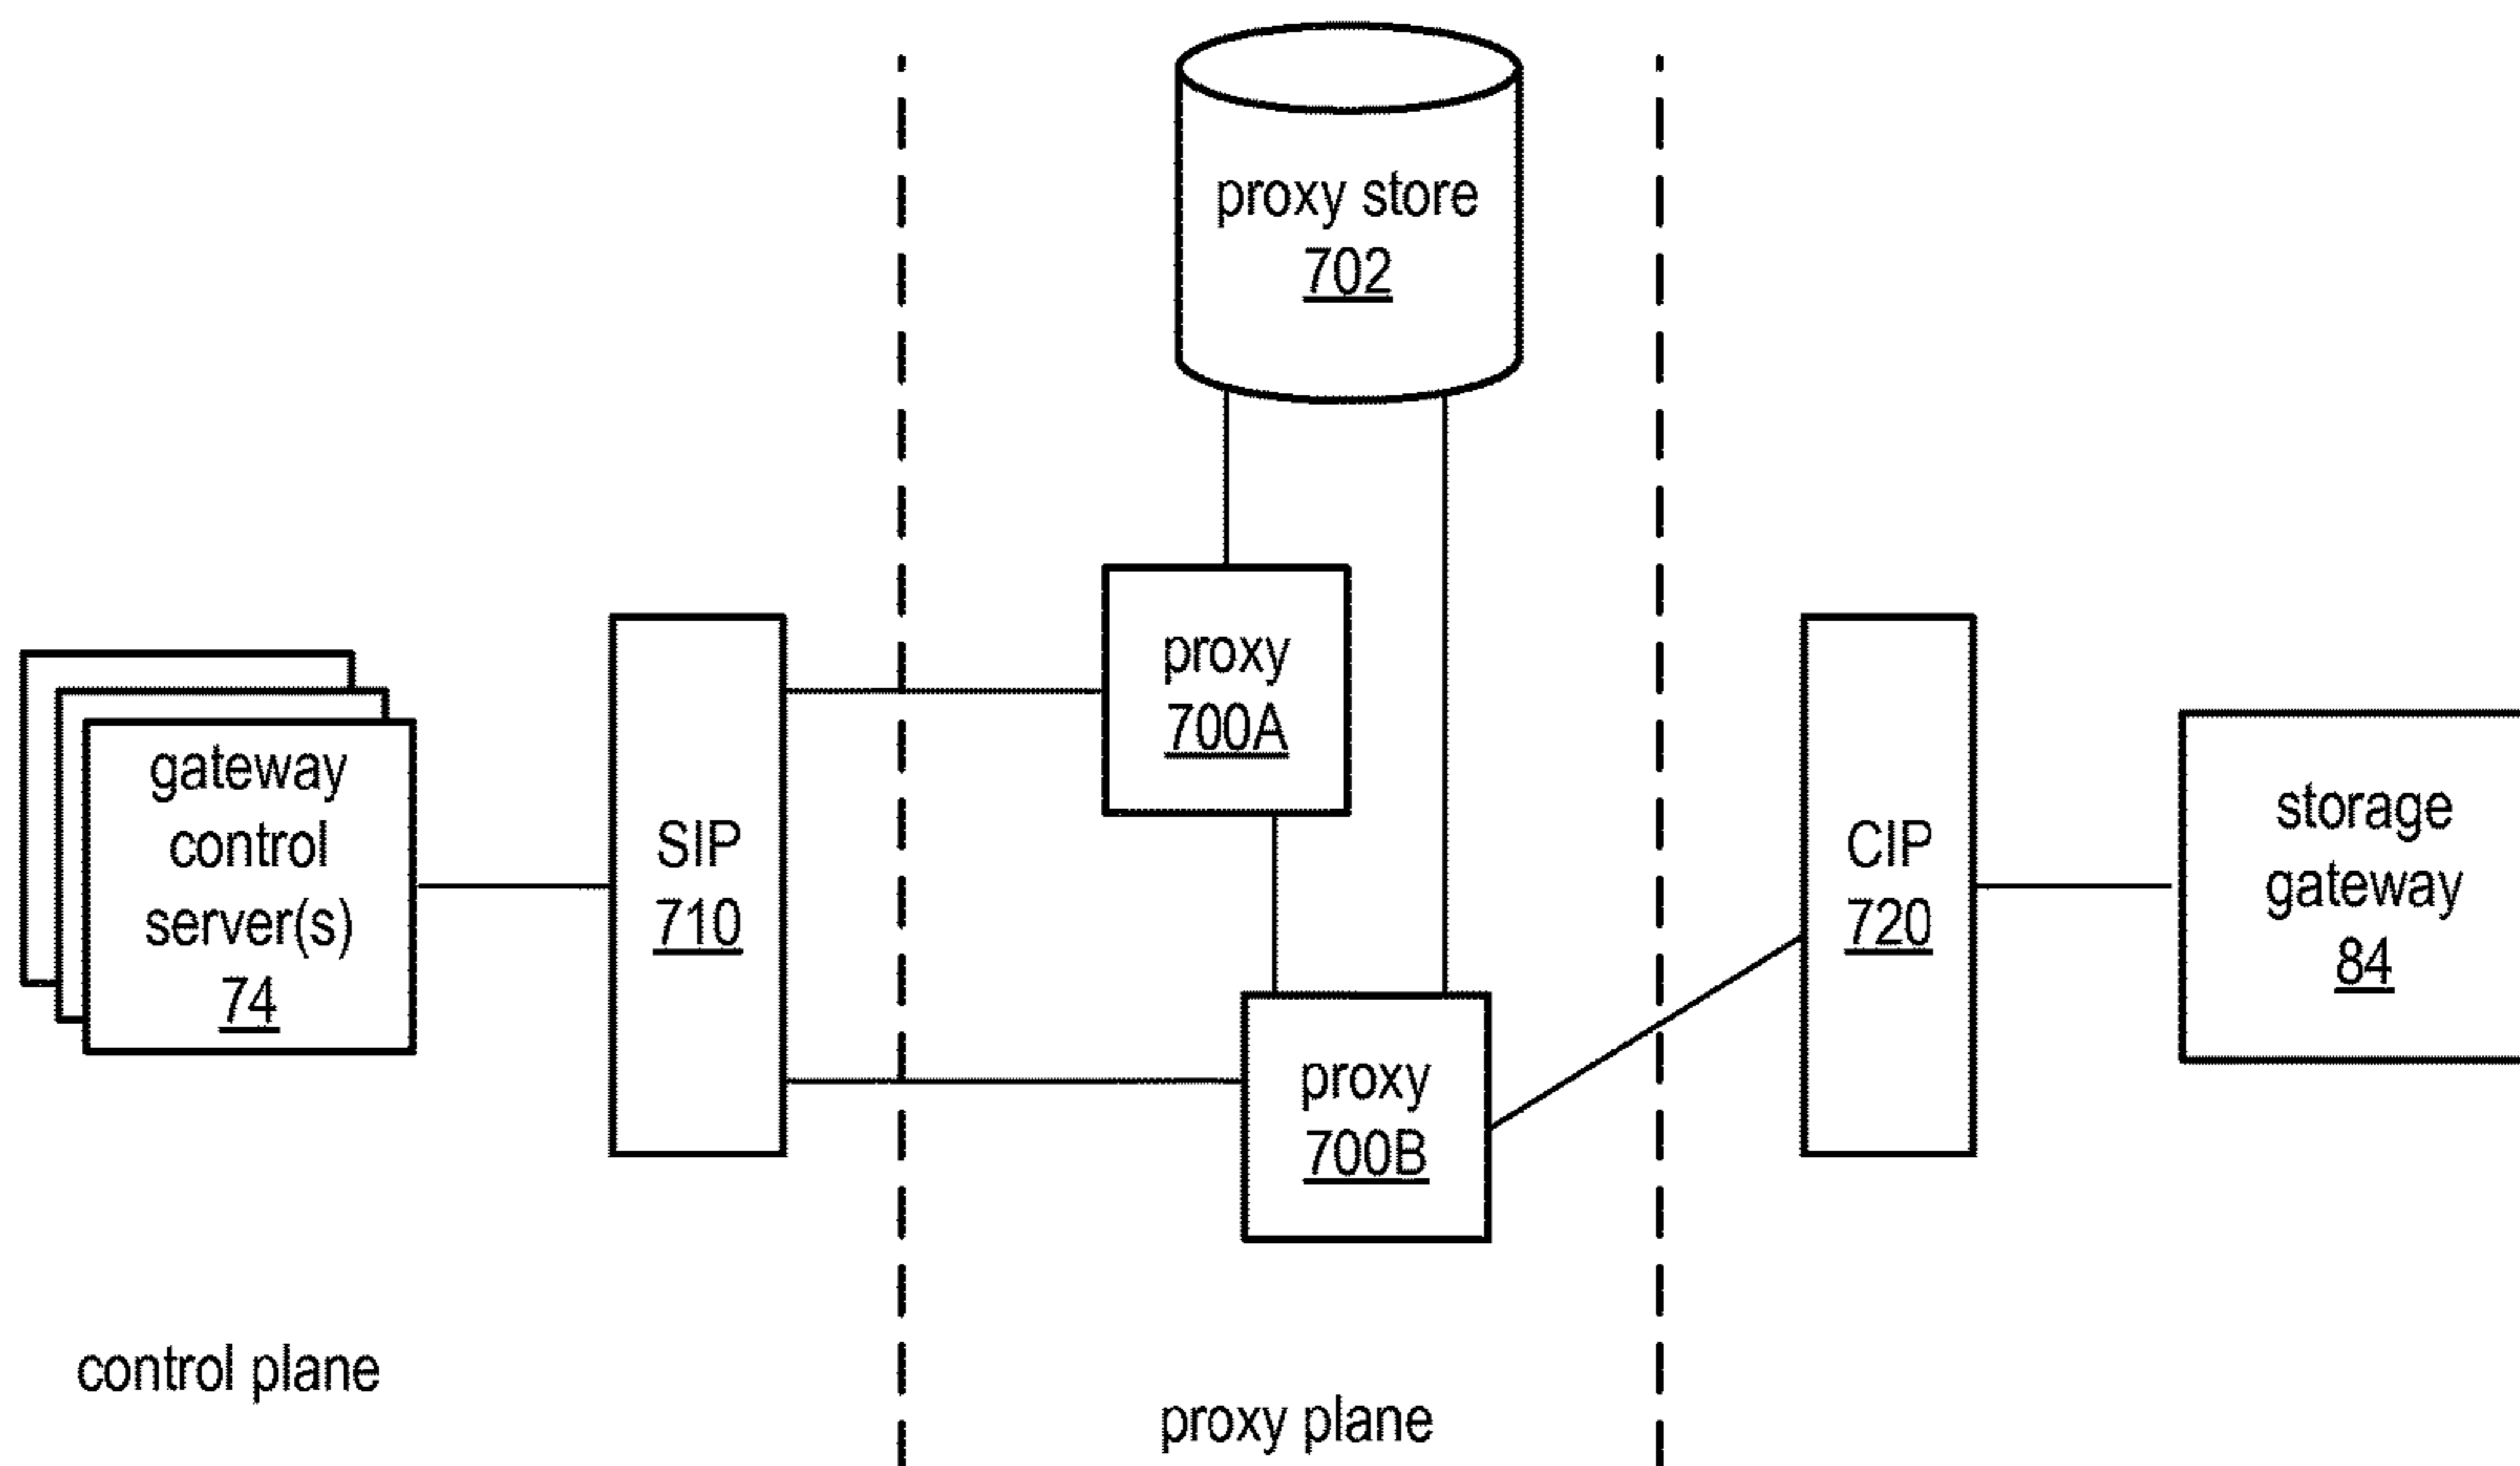 proxy store
702
proxy
700A
gateway
control
server(s)
74
SIP
710
CIP
720
storage
gateway
84
proxy
700B
control plane
proxy plane